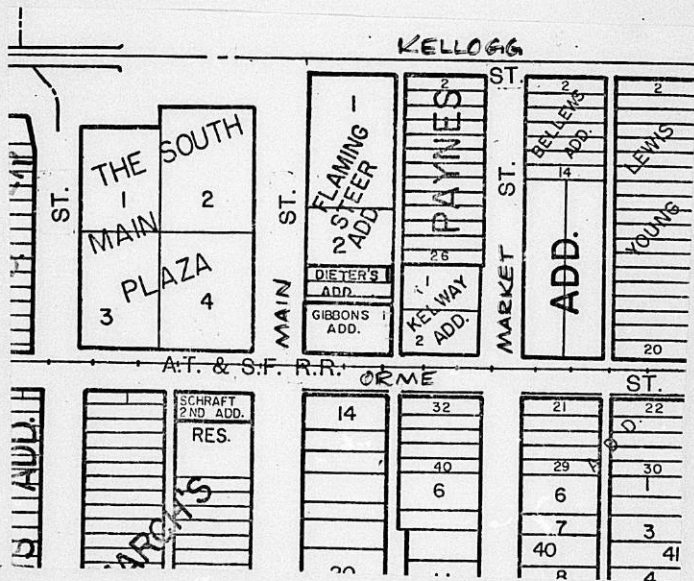 KELLOGG
ST.
THE SOUTH
MAIN
PLAZA
1
2
3
4
ST.
ST.
MAIN
1
FLAMING
STEER
ADD.
2
DIETER'S
ADD.
GIBBONS 1
ADD.
2
PAYNES
26
1
KELWAY
2 ADD.
ST.
MARKET
2
BELLEWS
ADD.
14
ADD.
2
LEWIS
YOUNG
20
A.T. & S.F. R.R.
ORME
ST.
ADD.
1
SCHRAFT
2ND ADD.
RES.
14
20
32
40
6
21
29
6
7
40
8
A D D.
22
30
1
3
41
4